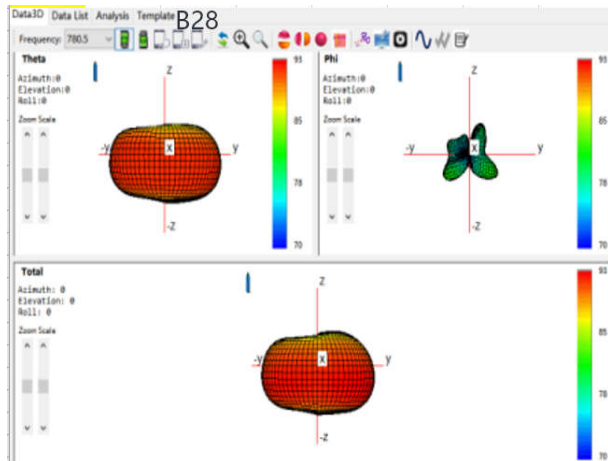 Data3D Data List Analysis Template B28
Frequency: 780.5
Theta
Azimuth:0
Elevation:0
Roll:0
Zoom Scale
Z
-y
x
y
-Z
93
85
78
70
Phi
Azimuth:0
Elevation:0
Roll:0
Zoom Scale
Z
-y
x
y
-Z
93
85
78
70
Total
Azimuth: 0
Elevation: 0
Roll: 0
Zoom Scale
Z
-y
x
y
-Z
93
85
78
70